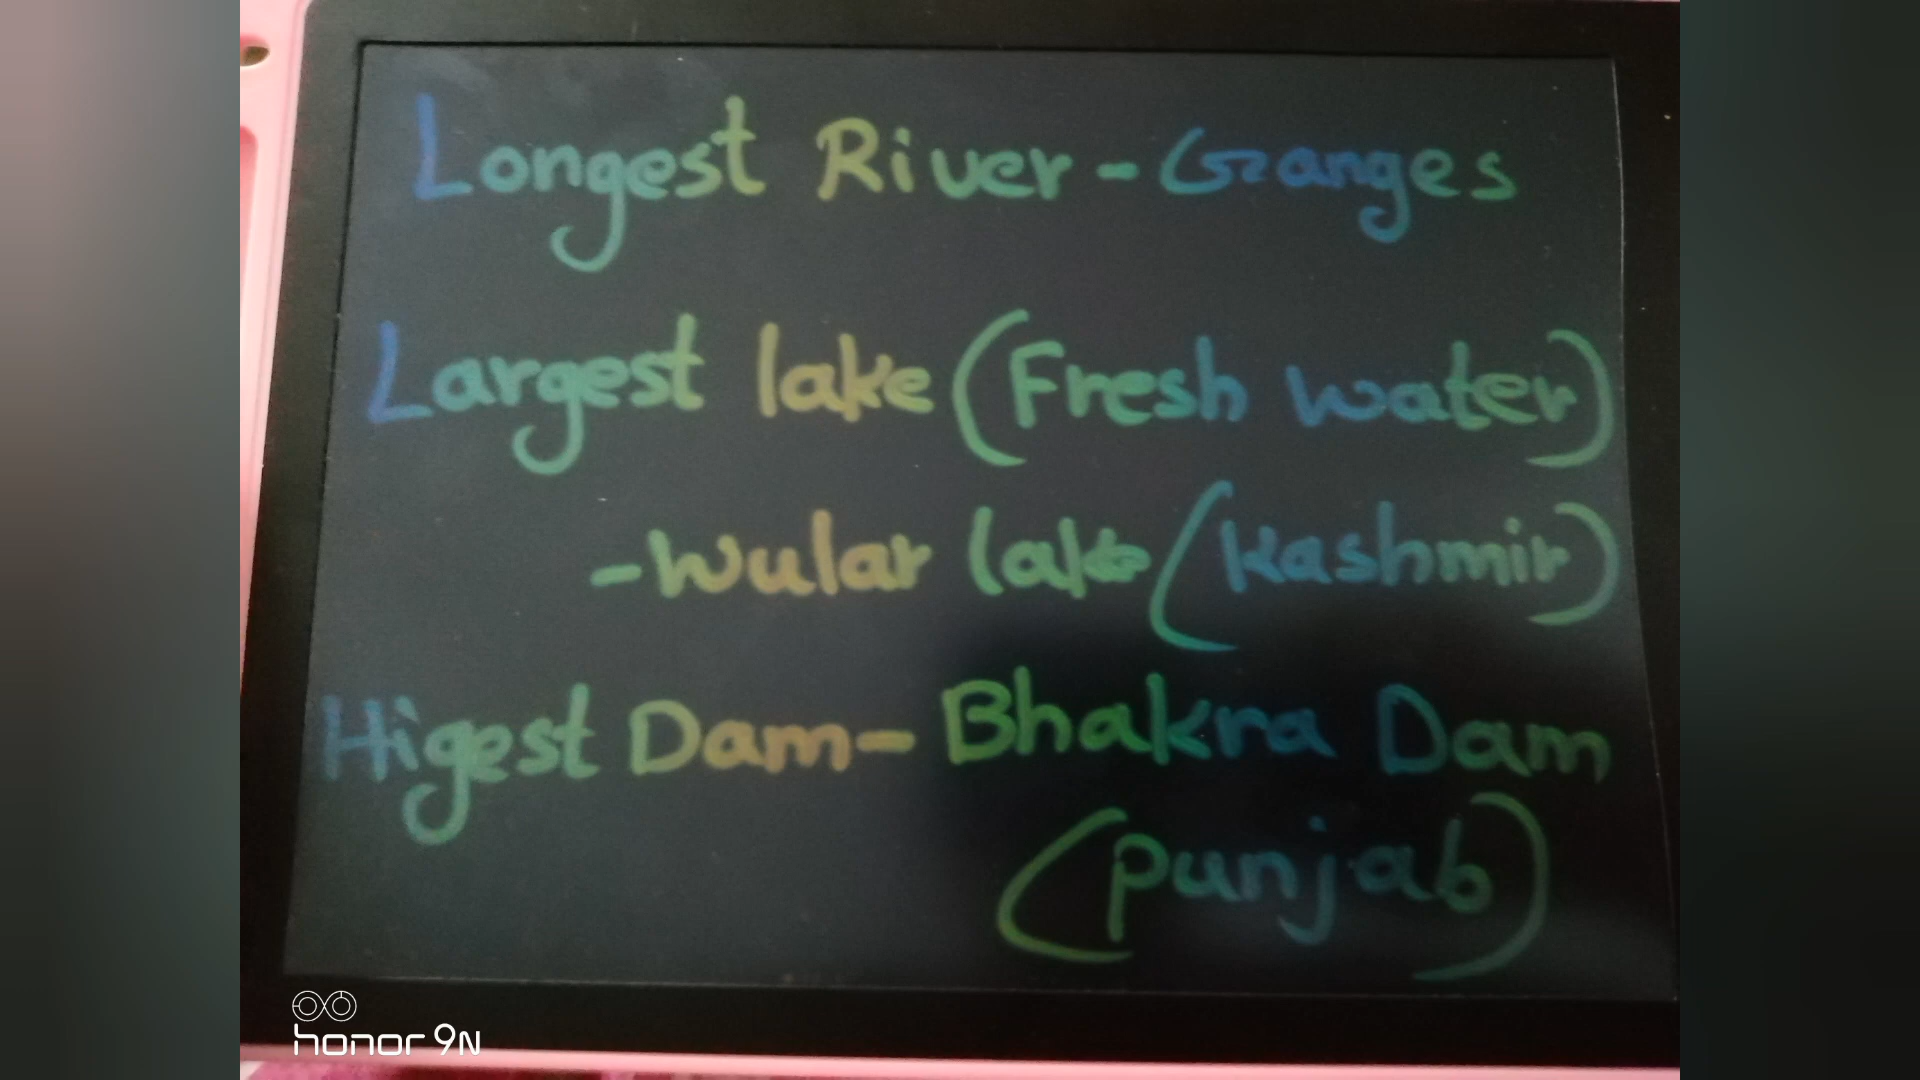 Longest River - Ganges
Largest lake (Fresh water)
- Wular lake (Kashmir)
Higest Dam - Bhakra Dam
(Punjab)
honor 9N